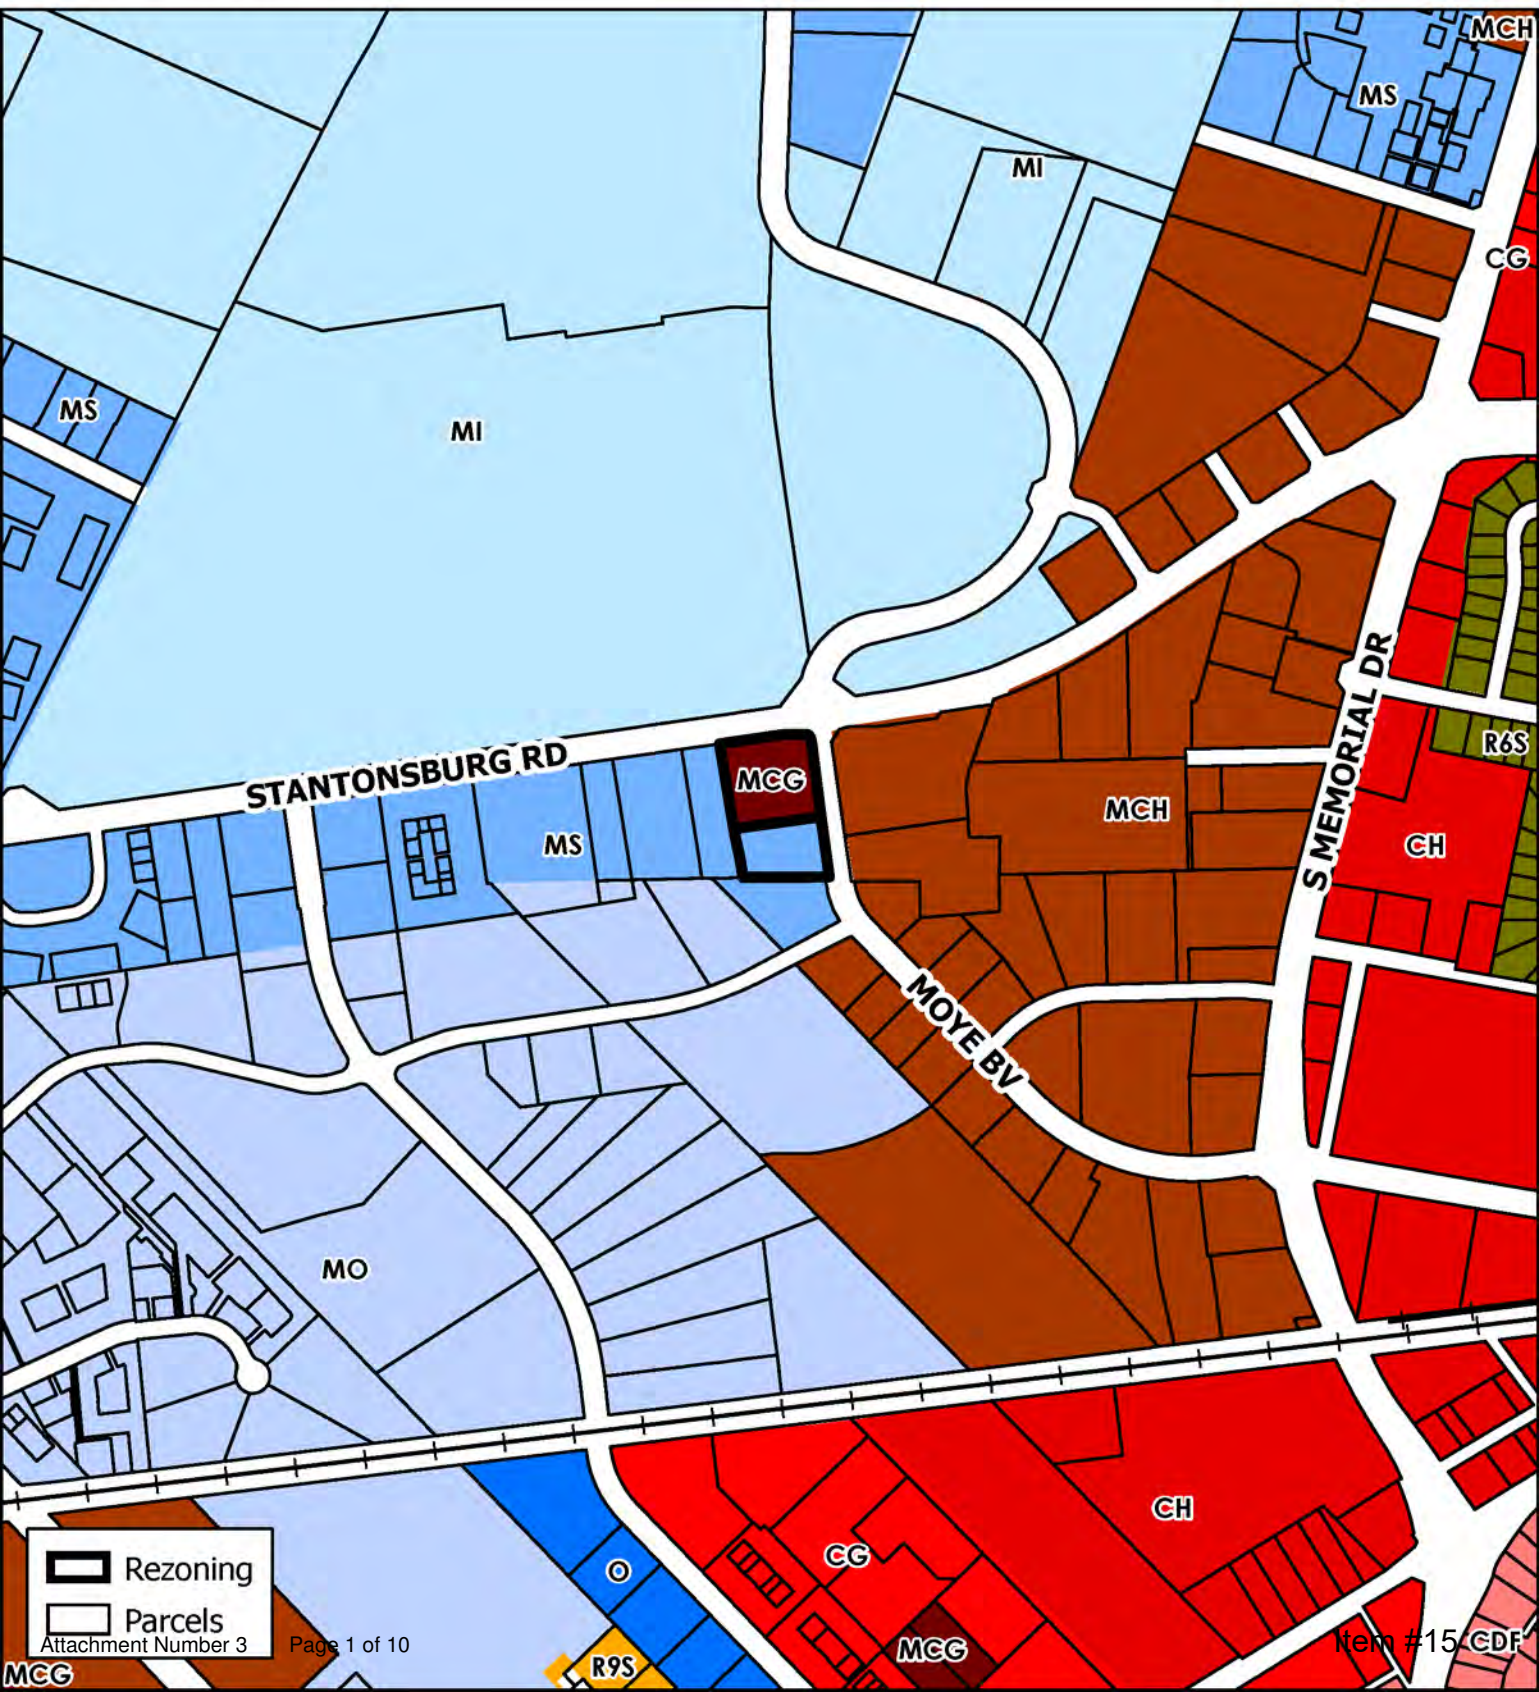 MCH
MS
MI
CG
MS
MI
S MEMORIAL DR
R6S
STANTONSBURG RD
MCG
MCH
MS
CH
MOYE BV
MO
CH
CG
O
Rezoning
Parcels
Attachment Number 3
Page 1 of 10
Item #15
CDF
MCG
R9S
MCG